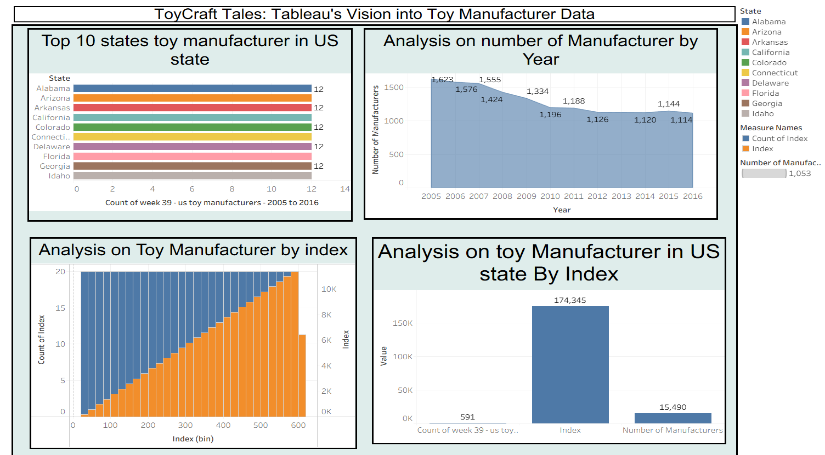 ToyCraft Tales: Tableau's Vision into Toy Manufacturer Data
Top 10 states toy manufacturer in US
state
State
Alabama
12
Arizona
Arkansas
12
California
Colorado
12
Connecti..
Delaware
12
Florida
Georgia
12
Idaho
0 2 4 6 8 10 12 14
Count of week 39 - us toy manufacturers - 2005 to 2016
Analysis on number of Manufacturer by
Year
Number of Manufacturers
1500
1000
500
0
1,623
1,576
1,555
1,424
1,334
1,196
1,188
1,126
1,120
1,144
1,114
2005 2006 2007 2008 2009 2010 2011 2012 2013 2014 2015 2016
Year
Analysis on Toy Manufacturer by index
Count of Index
20
15
10
5
0
10K
8K
6K
4K
2K
0K
Index
0 100 200 300 400 500 600
Index (bin)
Analysis on toy Manufacturer in US
state By Index
Value
150K
100K
50K
0K
591
174,345
15,490
Count of week 39 - us toy..
Index
Number of Manufacturers
State
Alabama
Arizona
Arkansas
California
Colorado
Connecticut
Delaware
Florida
Georgia
Idaho
Measure Names
Count of Index
Index
Number of Manufac..
1,053